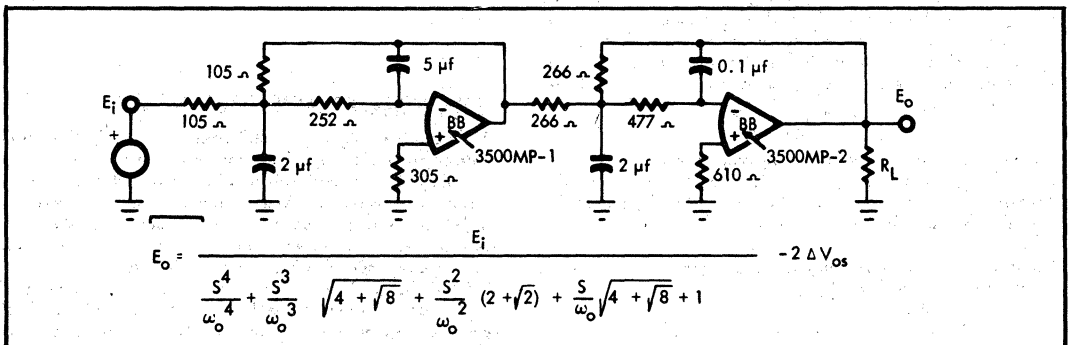 105 Ω
5 μf
266 Ω
0.1 μf
E_i
E_o
+
105 Ω
252 Ω
-
BB
+
3500MP-1
266 Ω
477 Ω
-
BB
+
3500MP-2
2 μf
305 Ω
2 μf
610 Ω
R_L
E_o = E_i / (S^4/ω_o^4 + S^3/ω_o^3 √(4 + √8) + S^2/ω_o^2 (2 + √2) + S/ω_o √(4 + √8) + 1) - 2 Δ V_os